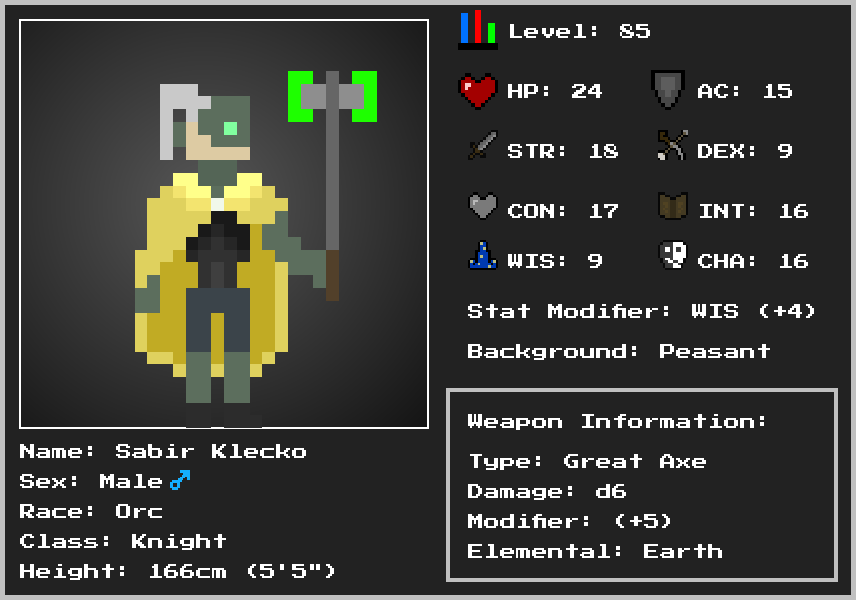 Level: 85
HP: 24 AC: 15
STR: 18 DEX: 9
CON: 17 INT: 16
WIS: 9 CHA: 16
Stat Modifier: WIS (+4)
Background: Peasant
Weapon Information:
Type: Great Axe
Damage: d6
Modifier: (+5)
Elemental: Earth
Name: Sabir Klecko
Sex: Male ♂
Race: Orc
Class: Knight
Height: 166cm (5'5")